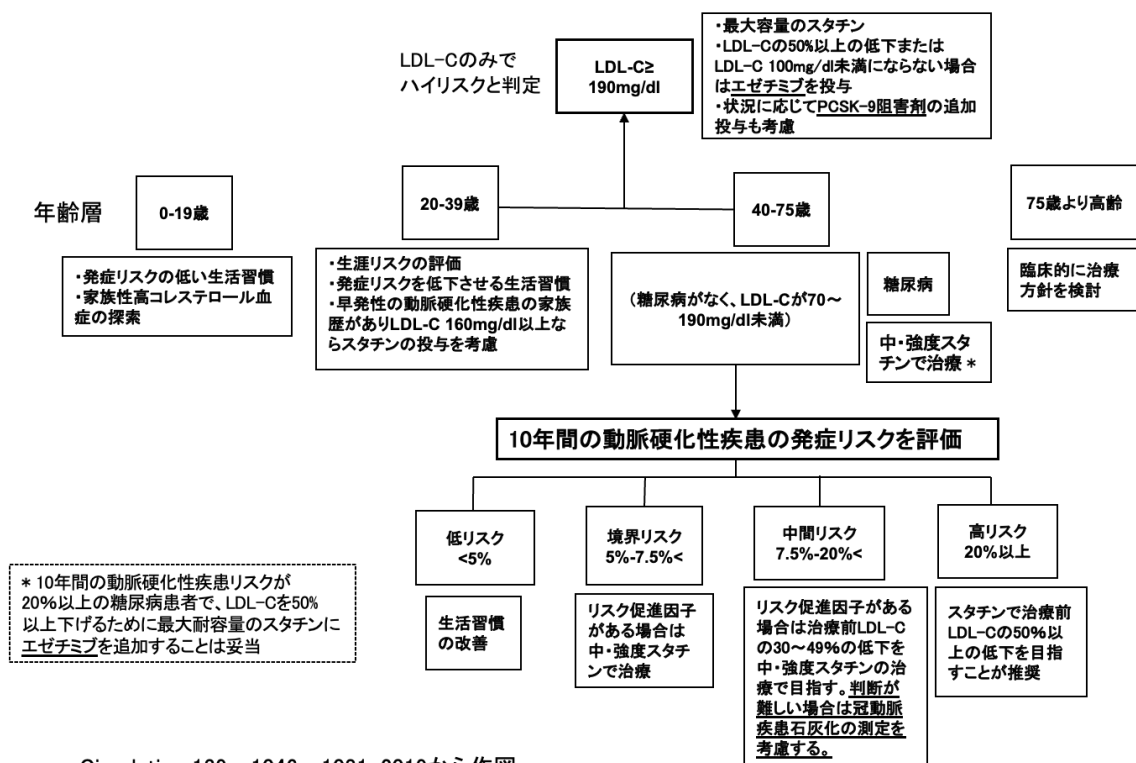 LDL-Cのみで
ハイリスクと判定
LDL-C≥
190mg/dl
・最大容量のスタチン
・LDL-Cの50%以上の低下または
LDL-C 100mg/dl未満にならない場合
はエゼチミブを投与
・状況に応じてPCSK-9阻害剤の追加
投与も考慮
年齢層
0-19歳
20-39歳
40-75歳
75歳より高齢
・発症リスクの低い生活習慣
・家族性高コレステロール血
症の探索
・生涯リスクの評価
・発症リスクを低下させる生活習慣
・早発性の動脈硬化性疾患の家族
歴がありLDL-C 160mg/dl以上な
らスタチンの投与を考慮
（糖尿病がなく、LDL-Cが70～
190mg/dl未満）
糖尿病
中・強度スタ
チンで治療 *
臨床的に治療
方針を検討
10年間の動脈硬化性疾患の発症リスクを評価
低リスク
<5%
境界リスク
5%-7.5%<
中間リスク
7.5%-20%<
高リスク
20%以上
生活習慣
の改善
リスク促進因子
がある場合は
中・強度スタチ
ンで治療
リスク促進因子がある
場合は治療前LDL-C
の30～49%の低下を
中・強度スタチンの治
療で目指す。判断が
難しい場合は冠動脈
疾患石灰化の測定を
考慮する。
スタチンで治療前
LDL-Cの50%以
上の低下を目指
すことが推奨
* 10年間の動脈硬化性疾患リスクが
20%以上の糖尿病患者で、LDL-Cを50%
以上下げるために最大耐容量のスタチンに
エゼチミブを追加することは妥当